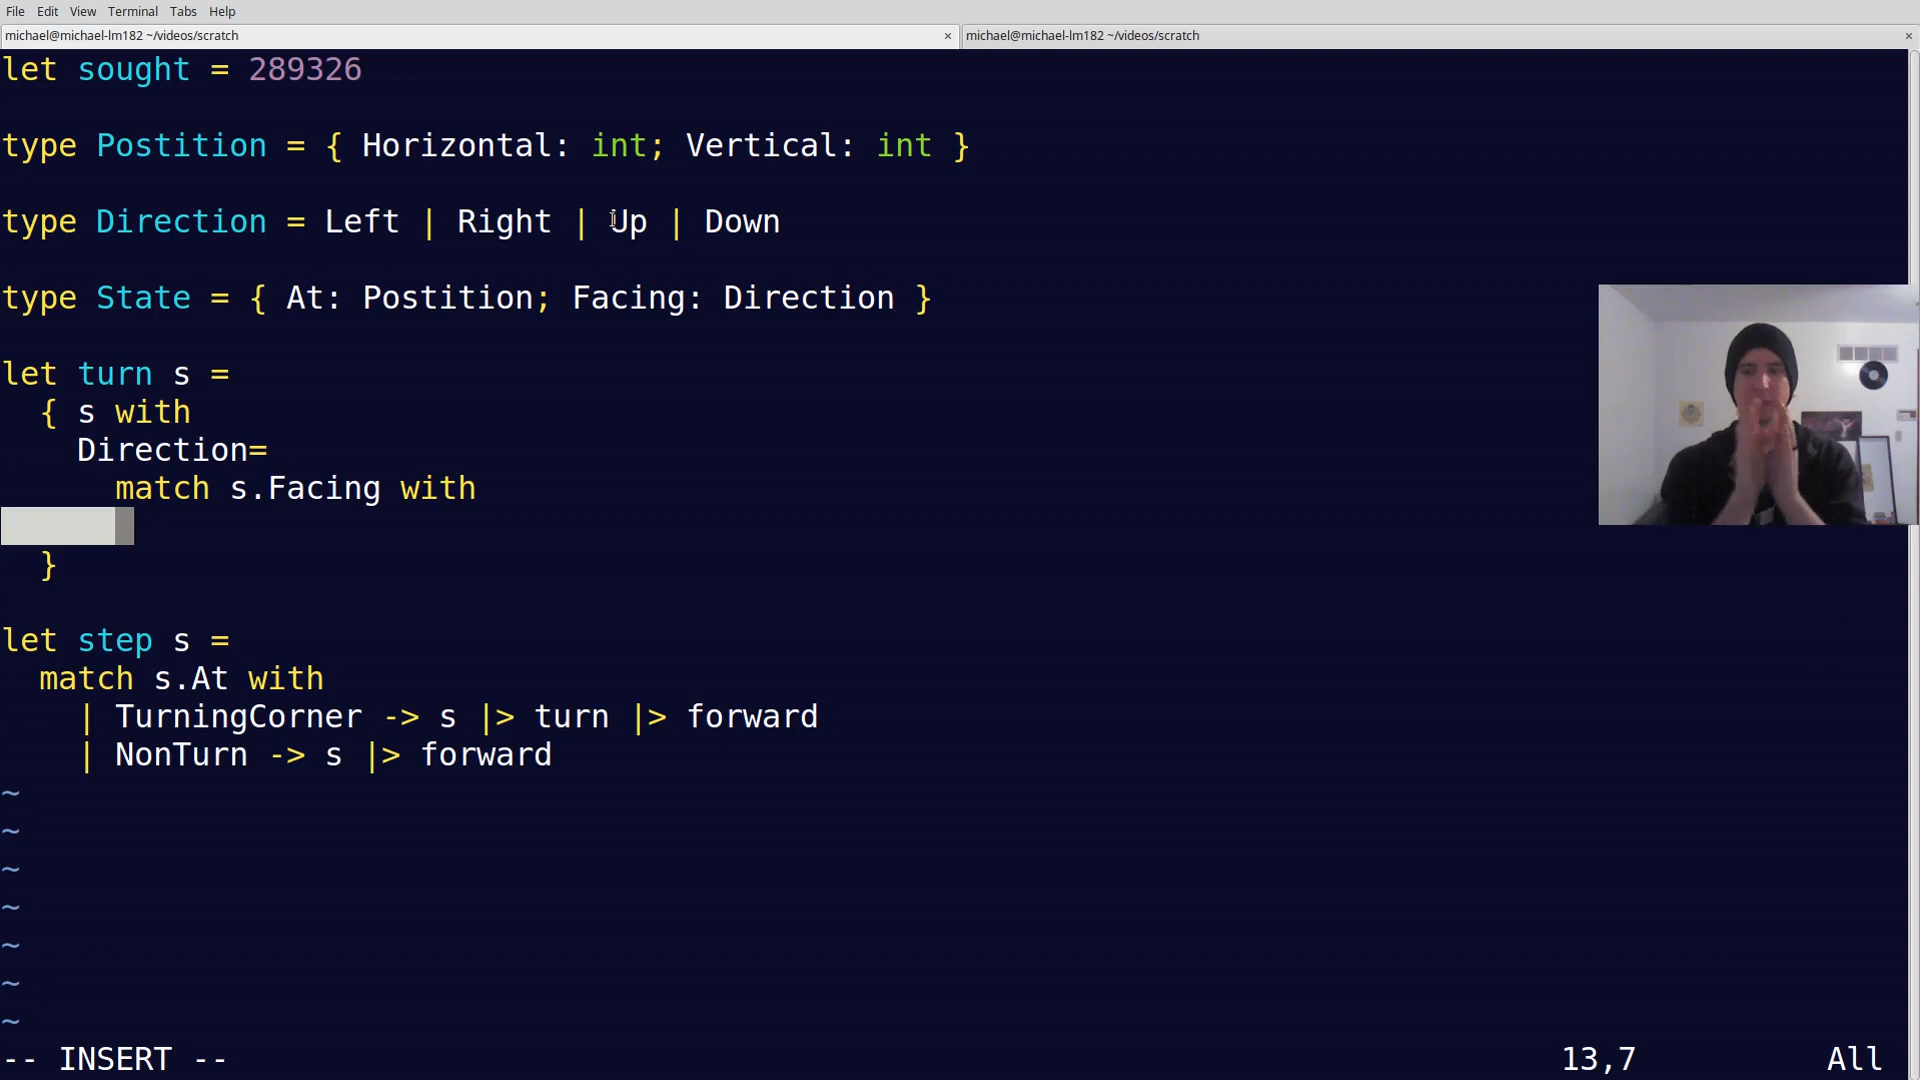 File Edit View Terminal Tabs Help
michael@michael-lm182 ~/videos/scratch × michael@michael-lm182 ~/videos/scratch ×
let sought = 289326
type Postition = { Horizontal: int; Vertical: int }
type Direction = Left | Right | Up | Down
type State = { At: Postition; Facing: Direction }
let turn s =
  { s with
    Direction=
      match s.Facing with
  }
let step s =
  match s.At with
    | TurningCorner -> s |> turn |> forward
    | NonTurn -> s |> forward
~
~
~
~
~
~
~
-- INSERT -- 13,7 All